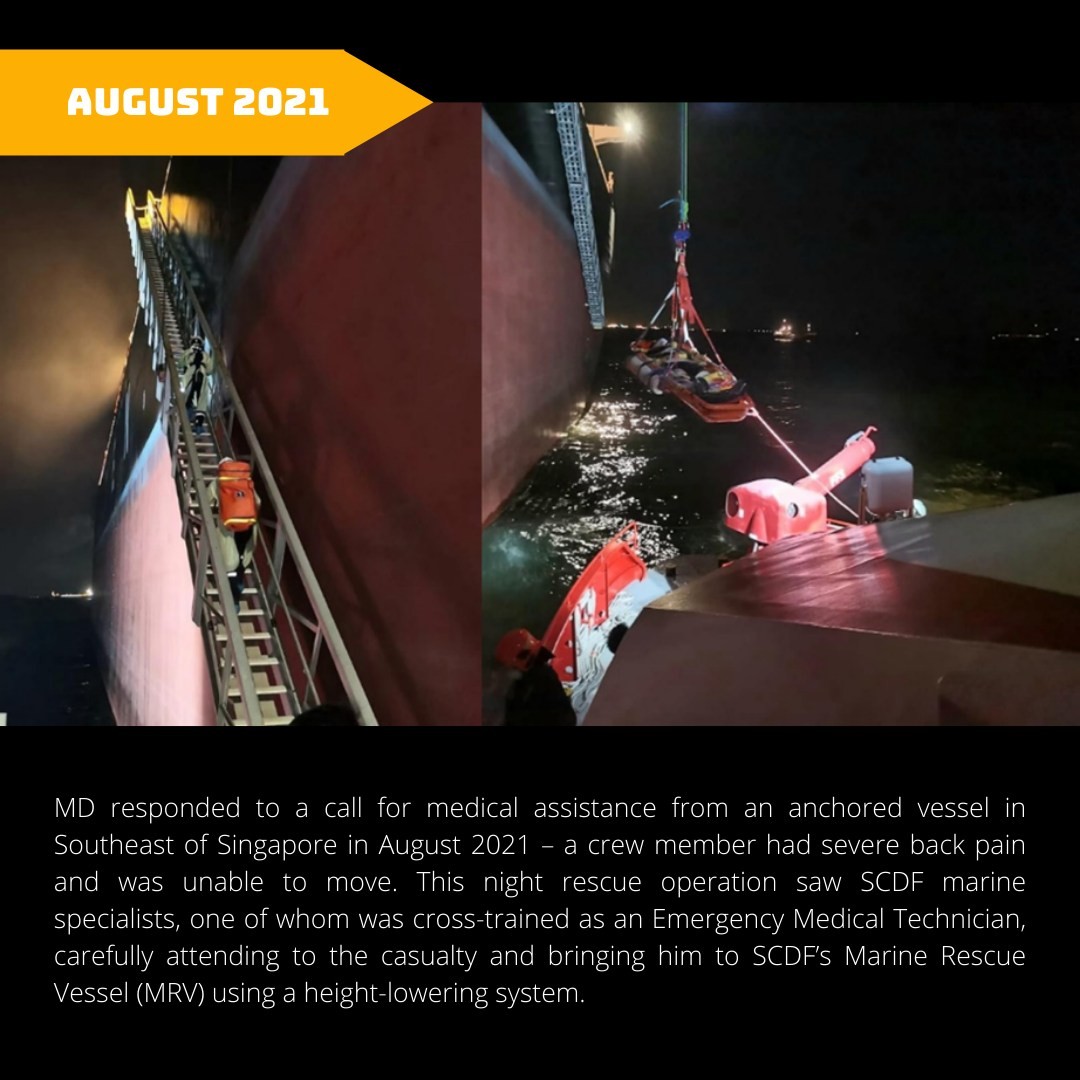 AUGUST 2021
MD responded to a call for medical assistance from an anchored vessel in
Southeast of Singapore in August 2021 – a crew member had severe back pain
and was unable to move. This night rescue operation saw SCDF marine
specialists, one of whom was cross-trained as an Emergency Medical Technician,
carefully attending to the casualty and bringing him to SCDF’s Marine Rescue
Vessel (MRV) using a height-lowering system.